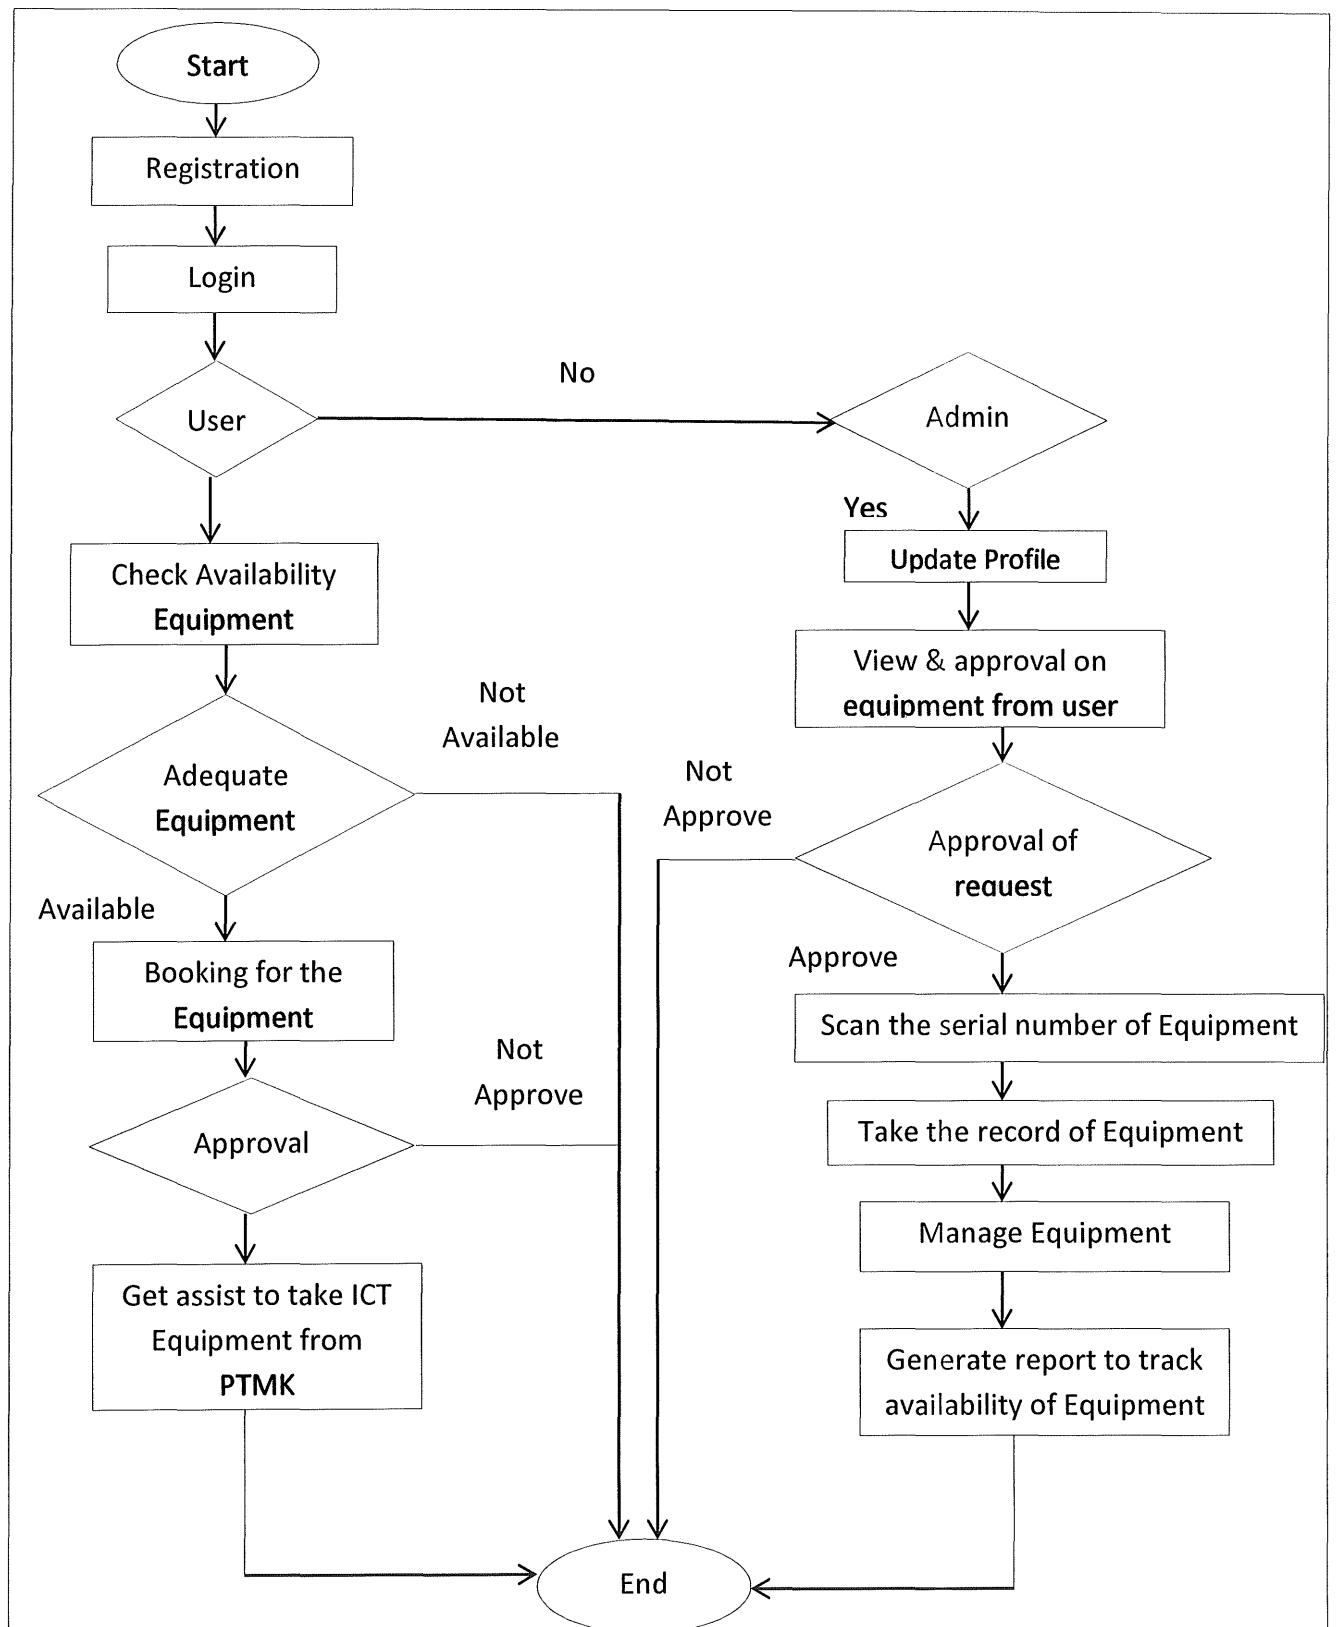 Start
Registration
Login
User
No
Admin
Yes
Update Profile
Check Availability
Equipment
View & approval on
equipment from user
Not
Available
Adequate
Equipment
Not
Approve
Approval of
request
Available
Approve
Booking for the
Equipment
Scan the serial number of Equipment
Not
Approve
Approval
Take the record of Equipment
Manage Equipment
Get assist to take ICT
Equipment from
PTMK
Generate report to track
availability of Equipment
End